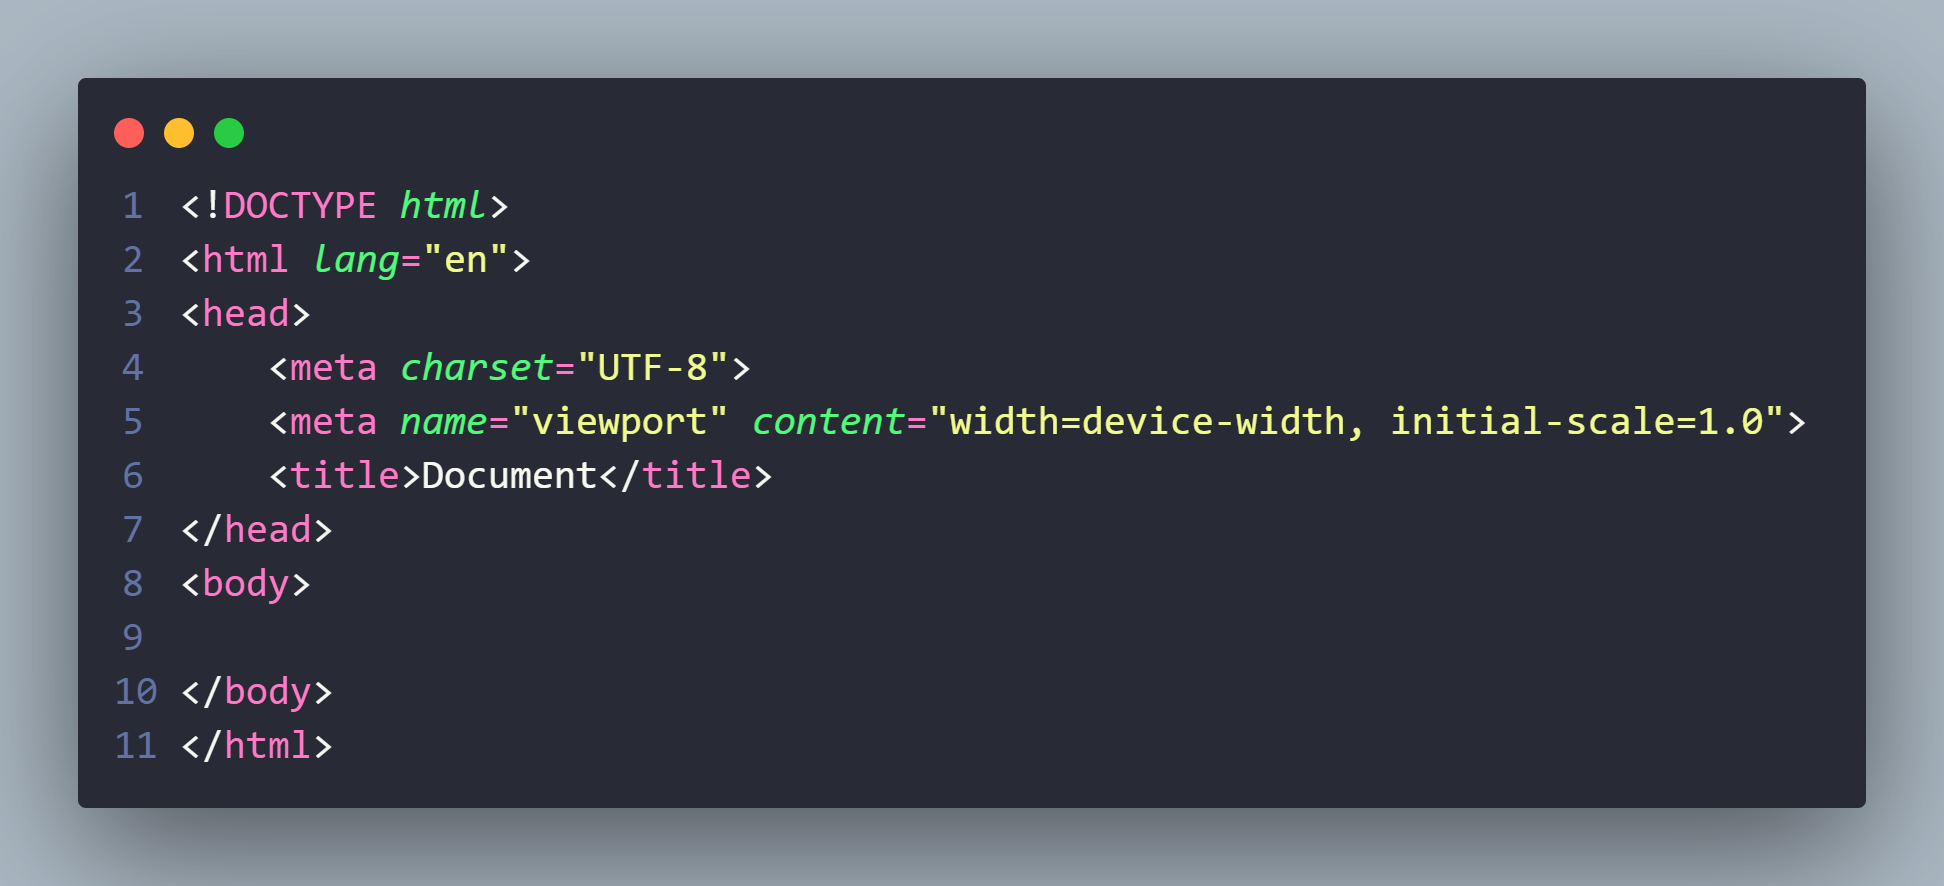 1 <!DOCTYPE html>
2 <html lang="en">
3 <head>
4     <meta charset="UTF-8">
5     <meta name="viewport" content="width=device-width, initial-scale=1.0">
6     <title>Document</title>
7 </head>
8 <body>
9
10 </body>
11 </html>